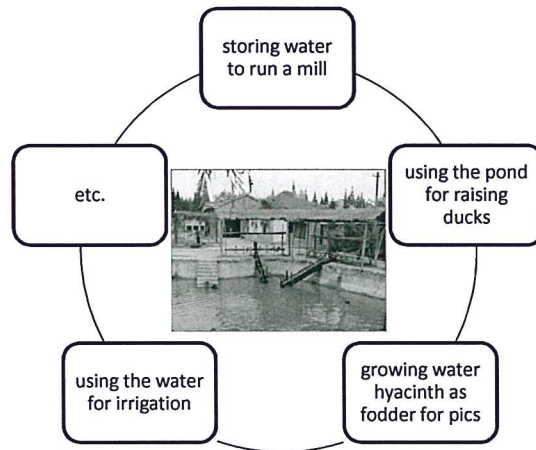 storing water
to run a mill
using the pond
for raising
ducks
growing water
hyacinth as
fodder for pics
using the water
for irrigation
etc.